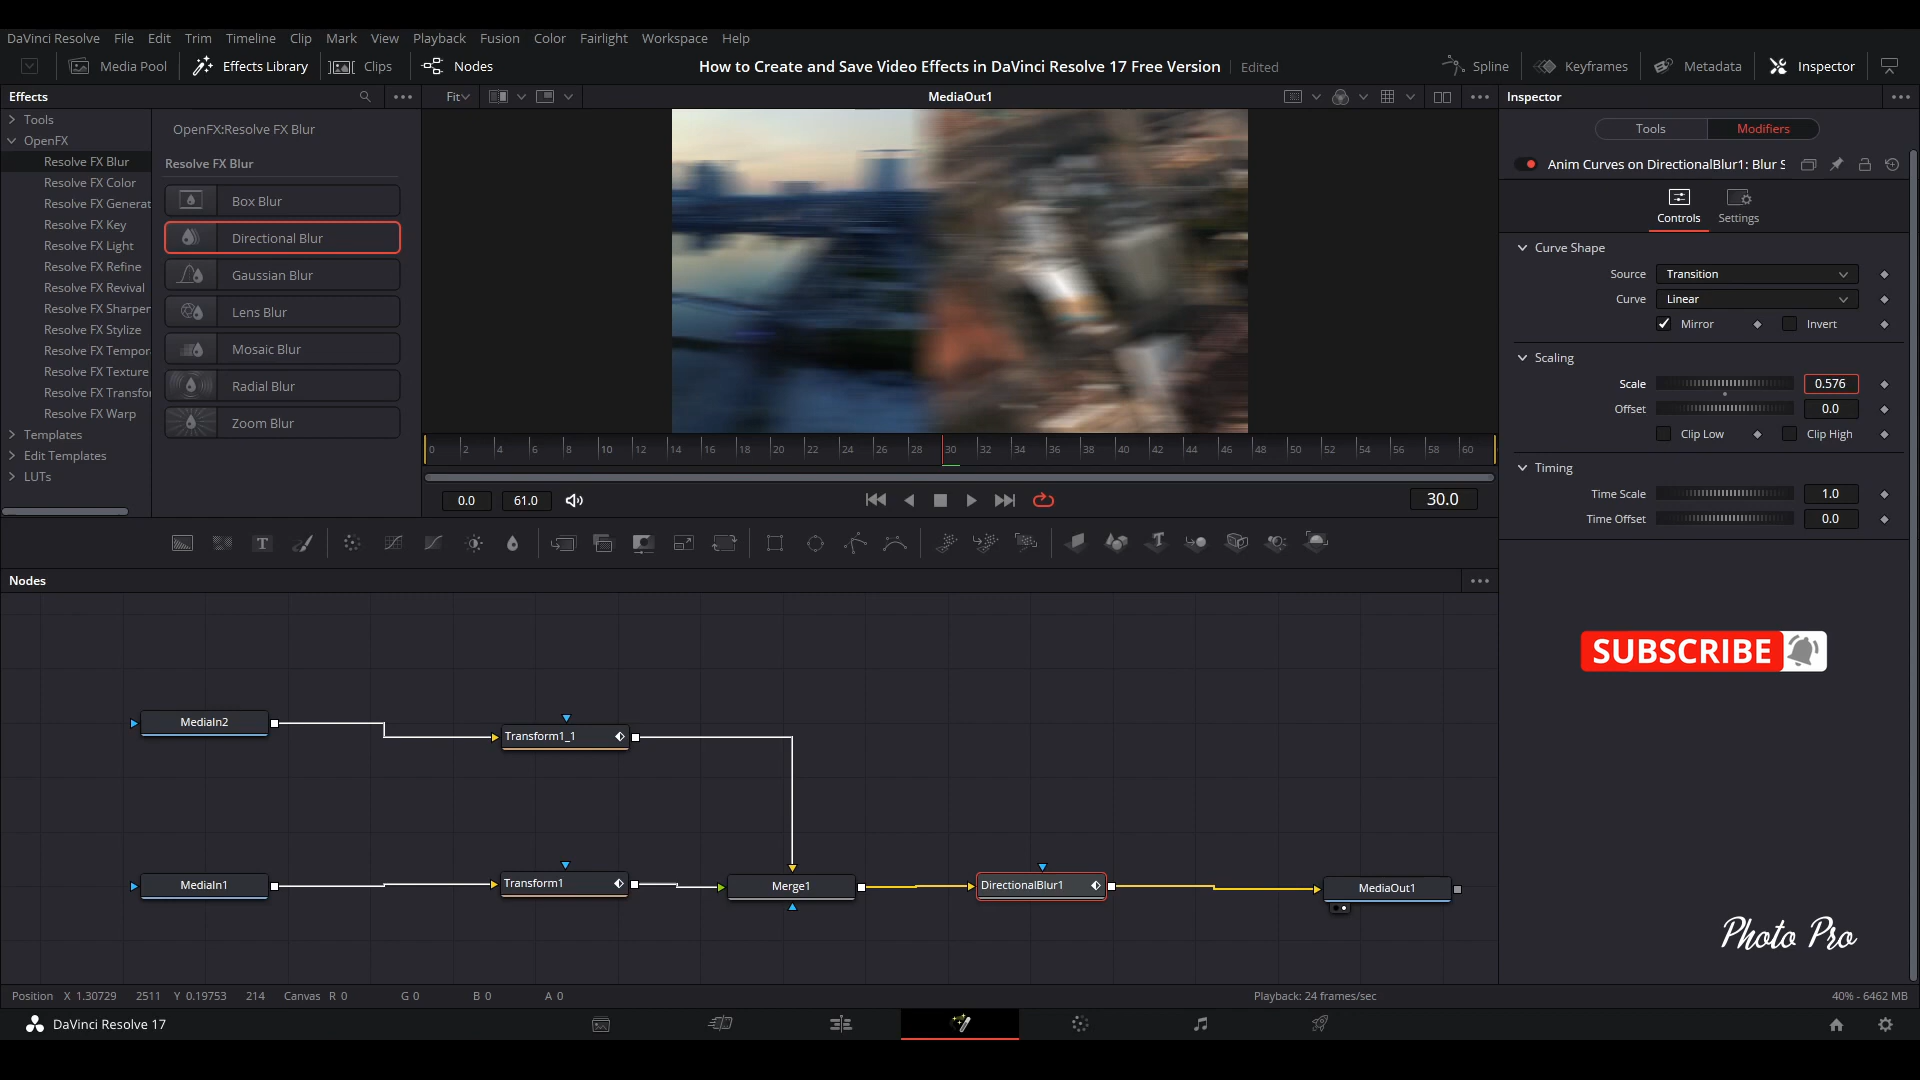 DaVinci Resolve File Edit Trim Timeline Clip Mark View Playback Fusion Color Fairlight Workspace Help
Media Pool Effects Library Clips Nodes How to Create and Save Video Effects in DaVinci Resolve 17 Free Version Edited Spline Keyframes Metadata Inspector
Effects Fit MediaOut1 Inspector
Tools
OpenFX
Resolve FX Blur
Resolve FX Color
Resolve FX Generat
Resolve FX Key
Resolve FX Light
Resolve FX Refine
Resolve FX Revival
Resolve FX Sharper
Resolve FX Stylize
Resolve FX Tempor
Resolve FX Texture
Resolve FX Transfor
Resolve FX Warp
Templates
Edit Templates
LUTs
OpenFX:Resolve FX Blur
Resolve FX Blur
Box Blur
Directional Blur
Gaussian Blur
Lens Blur
Mosaic Blur
Radial Blur
Zoom Blur
0 2 4 6 8 10 12 14 16 18 20 22 24 26 28 30 32 34 36 38 40 42 44 46 48 50 52 54 56 58 60
0.0 61.0 30.0
Tools Modifiers
Anim Curves on DirectionalBlur1: Blur S
Controls Settings
Curve Shape
Source Transition
Curve Linear
Mirror Invert
Scaling
Scale 0.576
Offset 0.0
Clip Low Clip High
Timing
Time Scale 1.0
Time Offset 0.0
T
Nodes
MediaIn2
Transform1_1
MediaIn1
Transform1
Merge1
DirectionalBlur1
MediaOut1
SUBSCRIBE
Photo Pro
Position X 1.30729 2511 Y 0.19753 214 Canvas R 0 G 0 B 0 A 0 Playback: 24 frames/sec 40% - 6462 MB
DaVinci Resolve 17